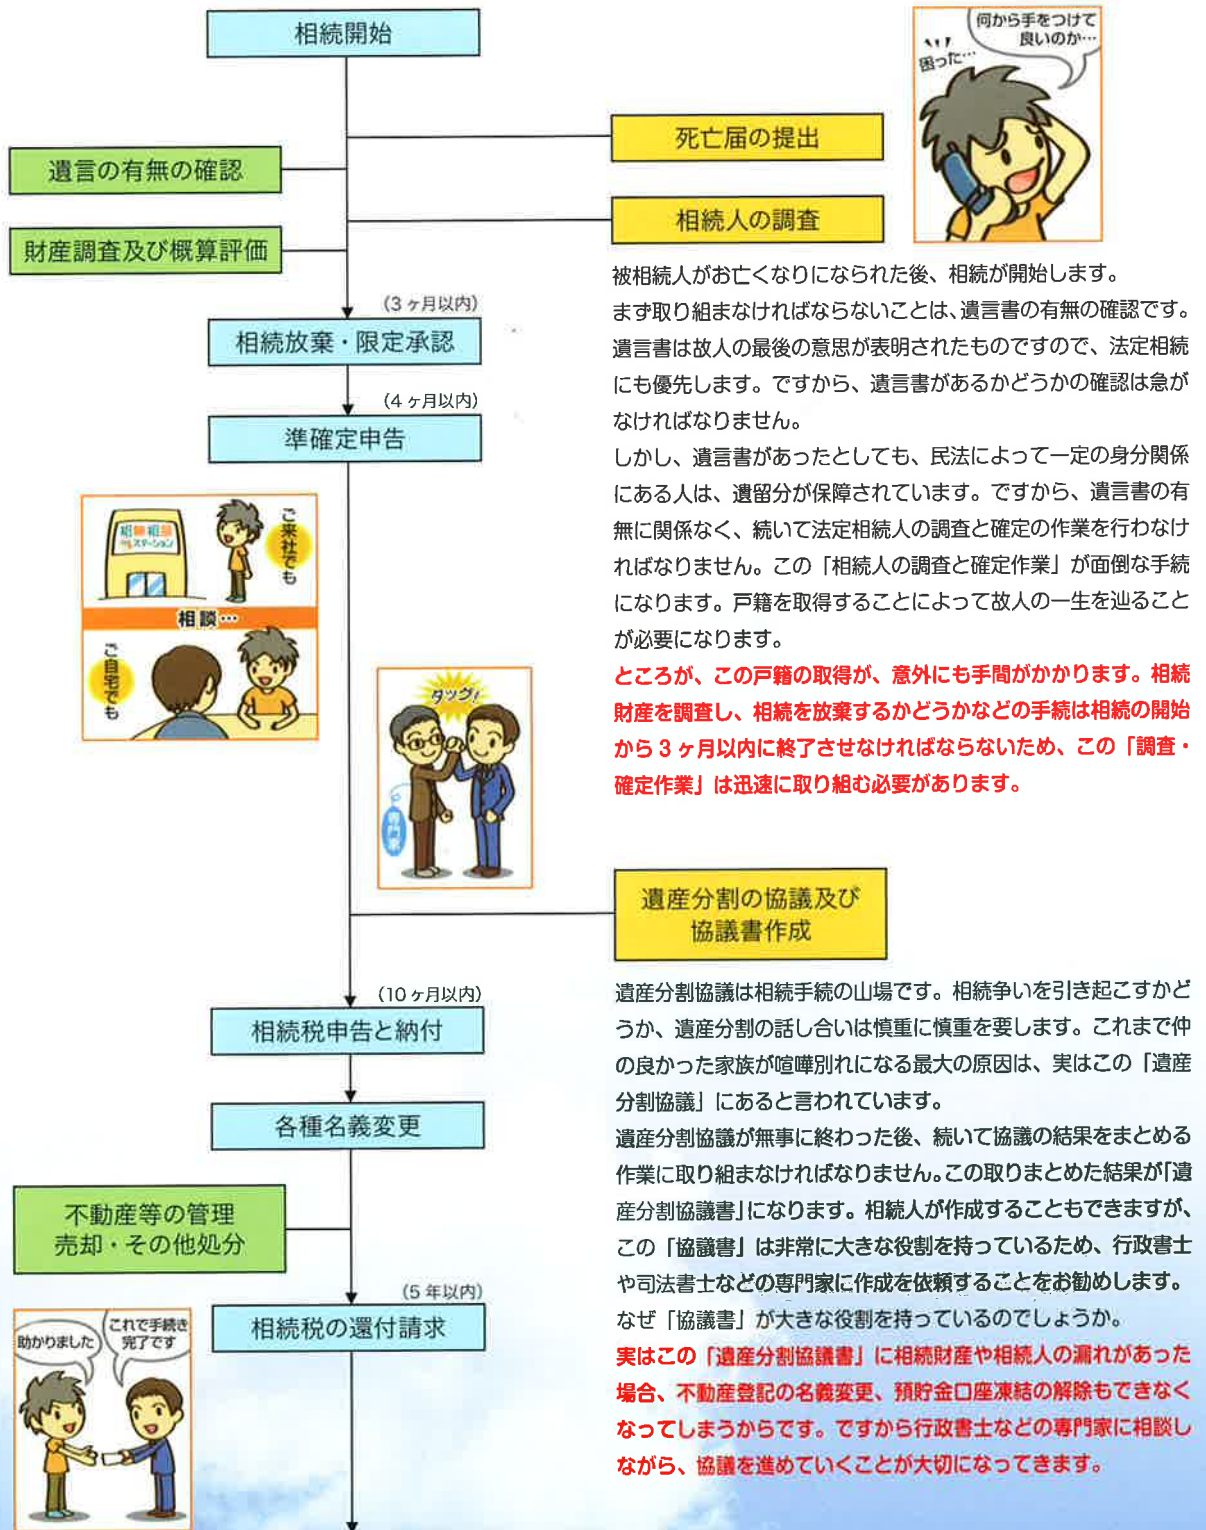 相続開始
何から手をつけて
良いのか…
困った…
死亡届の提出
遺言の有無の確認
相続人の調査
財産調査及び概算評価
(3ヶ月以内)
相続放棄・限定承認
(4ヶ月以内)
準確定申告
被相続人がお亡くなりになられた後、相続が開始します。
まず取り組まなければならないことは、遺言書の有無の確認です。
遺言書は故人の最後の意思が表明されたものですので、法定相続
にも優先します。ですから、遺言書があるかどうかの確認は急が
なければなりません。
しかし、遺言書があったとしても、民法によって一定の身分関係
にある人は、遺留分が保障されています。ですから、遺言書の有
無に関係なく、続いて法定相続人の調査と確定の作業を行わなけ
ればなりません。この「相続人の調査と確定作業」が面倒な手続
になります。戸籍を取得することによって故人の一生を辿ること
が必要になります。
ところが、この戸籍の取得が、意外にも手間がかかります。相続
財産を調査し、相続を放棄するかどうかなどの手続は相続の開始
から3ヶ月以内に終了させなければならないため、この「調査・
確定作業」は迅速に取り組む必要があります。
ステーション
ご来社でも
相談…
ご自宅でも
タッグ!
専門家
遺産分割の協議及び
協議書作成
(10ヶ月以内)
相続税申告と納付
各種名義変更
不動産等の管理
売却・その他処分
(5年以内)
相続税の還付請求
遺産分割協議は相続手続の山場です。相続争いを引き起こすかど
うか、遺産分割の話し合いは慎重に慎重を要します。これまで仲
の良かった家族が喧嘩別れになる最大の原因は、実はこの「遺産
分割協議」にあると言われています。
遺産分割協議が無事に終わった後、続いて協議の結果をまとめる
作業に取り組まなければなりません。この取りまとめた結果が「遺
産分割協議書」になります。相続人が作成することもできますが、
この「協議書」は非常に大きな役割を持っているため、行政書士
や司法書士などの専門家に作成を依頼することをお勧めします。
なぜ「協議書」が大きな役割を持っているのでしょうか。
実はこの「遺産分割協議書」に相続財産や相続人の漏れがあった
場合、不動産登記の名義変更、預貯金口座凍結の解除もできなく
なってしまうからです。ですから行政書士などの専門家に相談し
ながら、協議を進めていくことが大切になってきます。
助かりました
これで手続き
完了です